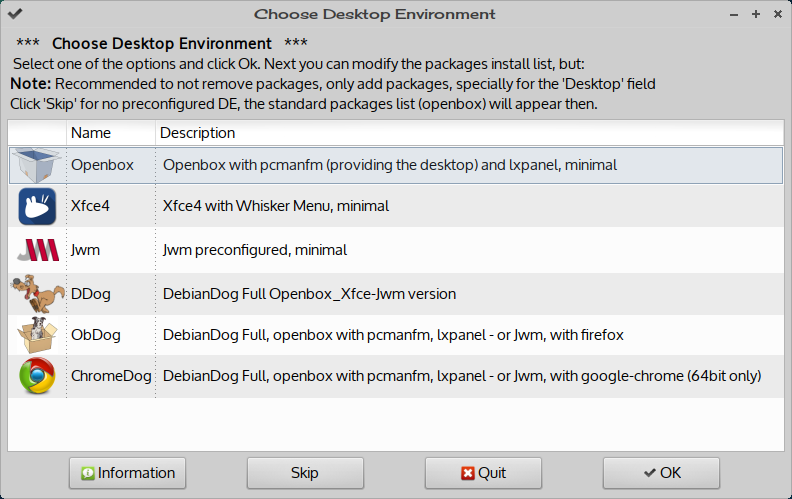 Choose Desktop Environment
*** Choose Desktop Environment ***
Select one of the options and click Ok. Next you can modify the packages install list, but:
Note: Recommended to not remove packages, only add packages, specially for the 'Desktop' field
Click 'Skip' for no preconfigured DE, the standard packages list (openbox) will appear then.
Name Description
Openbox Openbox with pcmanfm (providing the desktop) and lxpanel, minimal
Xfce4 Xfce4 with Whisker Menu, minimal
Jwm Jwm preconfigured, minimal
DDog DebianDog Full Openbox_Xfce-Jwm version
ObDog DebianDog Full, openbox with pcmanfm, lxpanel - or Jwm, with firefox
ChromeDog DebianDog Full, openbox with pcmanfm, lxpanel - or Jwm, with google-chrome (64bit only)
Information Skip Quit OK